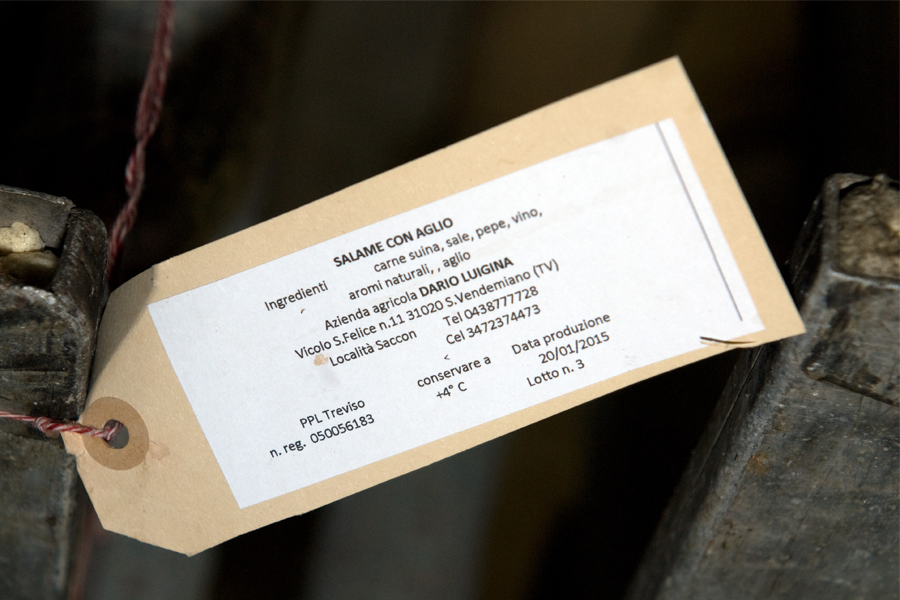 SALAME CON AGLIO
Ingredienti carne suina, sale, pepe, vino,
aromi naturali, , aglio
Azienda agricola DARIO LUIGINA
Vicolo S.Felice n.11 31020 S.Vendemiano (TV)
Località Saccon Tel 0438777728
Cel 3472374473
<
conservare a Data produzione
+4° C 20/01/2015
PPL Treviso Lotto n. 3
n. reg. 050056183